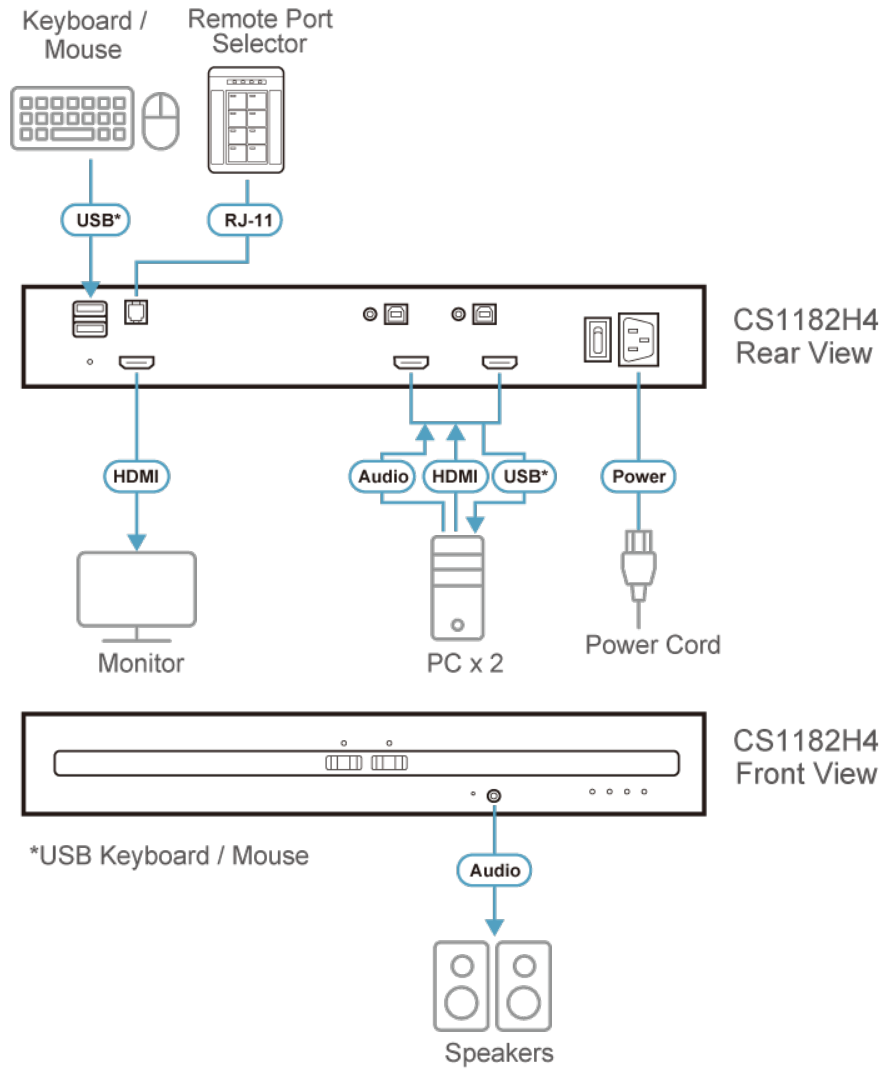 Keyboard /
Mouse
Remote Port
Selector
USB*
RJ-11
CS1182H4
Rear View
HDMI
Audio
HDMI
USB*
Power
Monitor
PC x 2
Power Cord
CS1182H4
Front View
*USB Keyboard / Mouse
Audio
Speakers